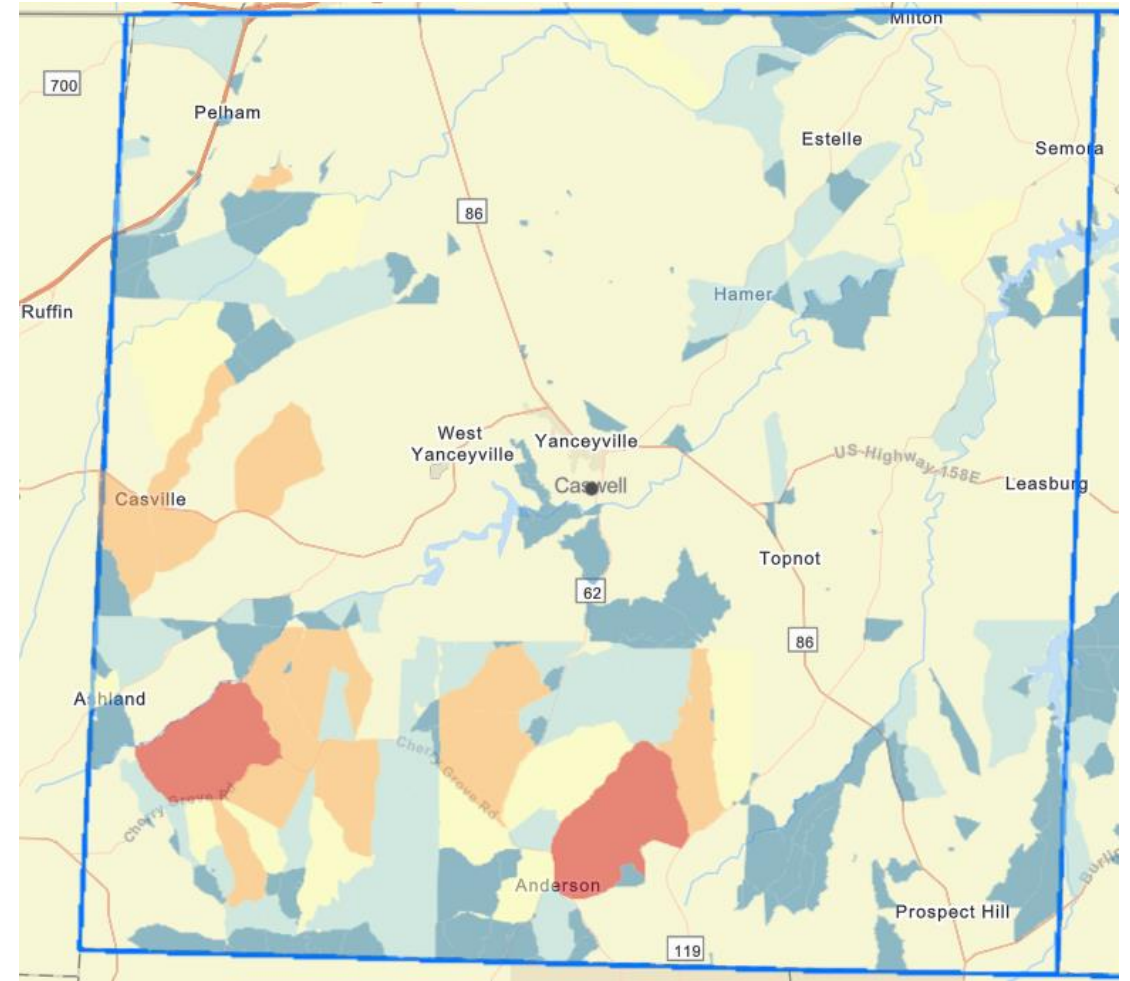 Milton
700
Pelham
Estelle
Semora
86
Hamer
Ruffin
West
Yanceyville
Yanceyville
US-Highway-158E
Caswell
Leasburg
Casville
Topnot
62
86
Ashland
Cherry Grove Rd
Cherry Grove Rd
Anderson
Prospect Hill
119